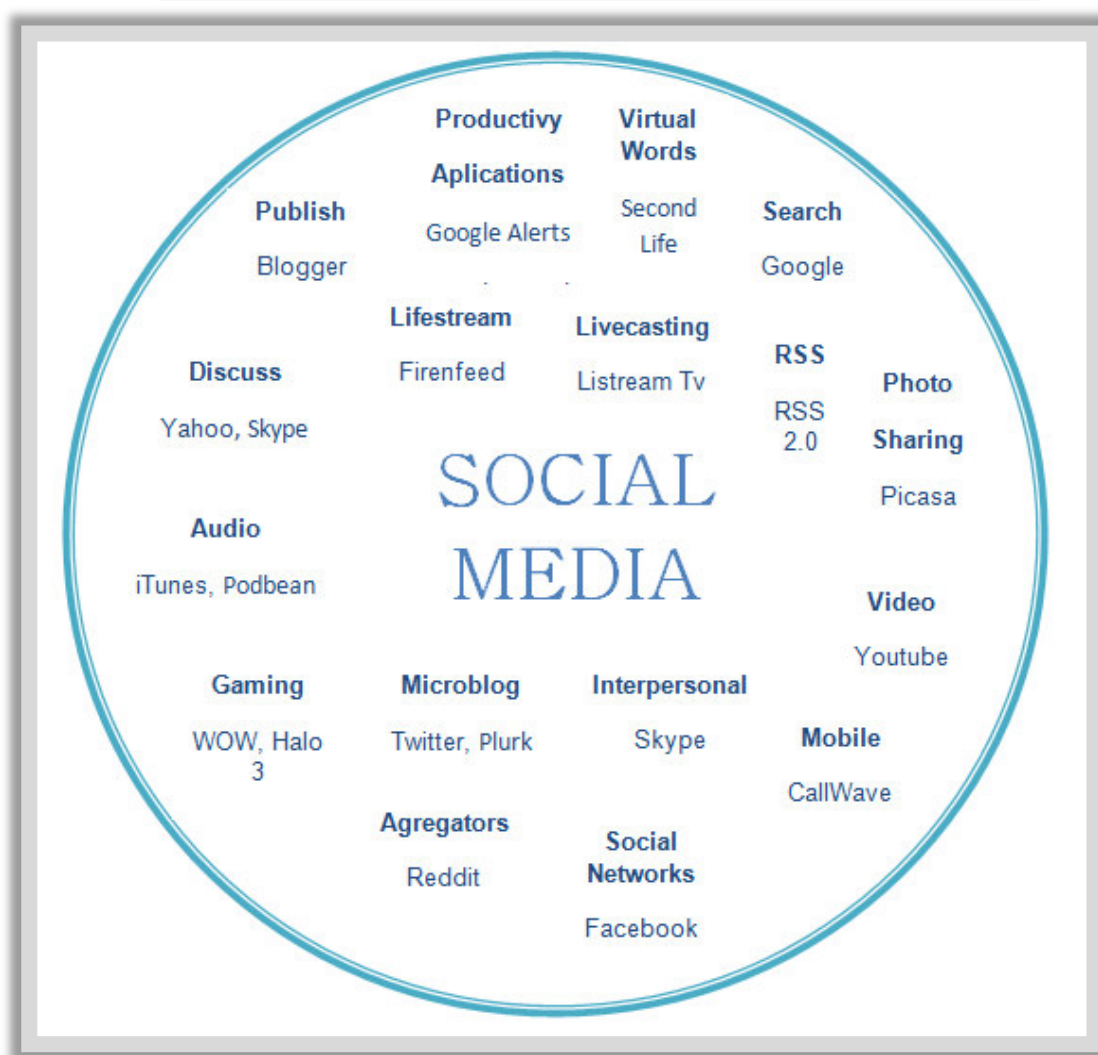 Productivy
Aplications
Google Alerts
Virtual
Words
Second
Life
Publish
Blogger
Search
Google
Lifestream
Firenfeed
Livecasting
Listream Tv
RSS
RSS
2.0
Photo
Sharing
Picasa
Discuss
Yahoo, Skype
SOCIAL
MEDIA
Audio
iTunes, Podbean
Video
Youtube
Gaming
WOW, Halo
3
Microblog
Twitter, Plurk
Interpersonal
Skype
Mobile
CallWave
Agregators
Reddit
Social
Networks
Facebook